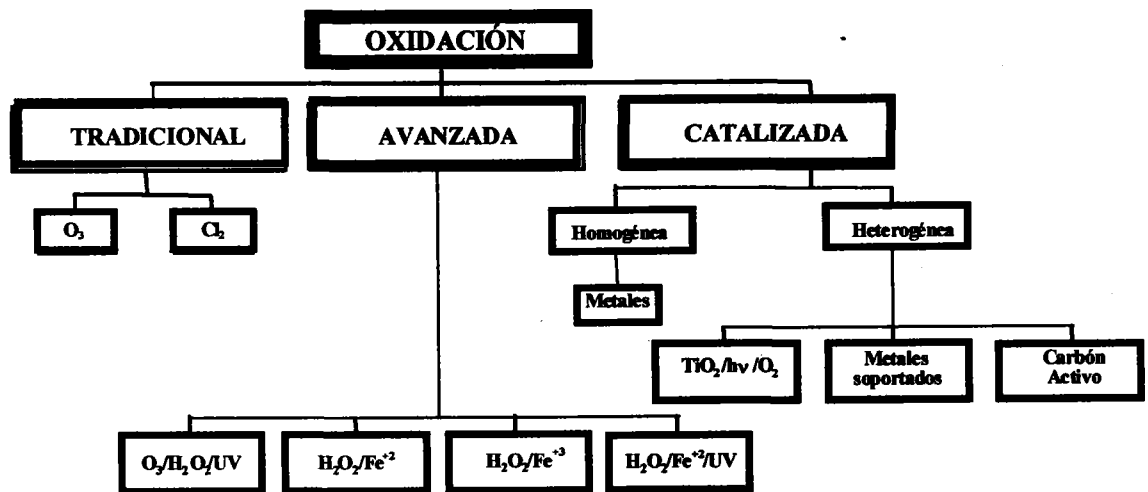 OXIDACIÓN
TRADICIONAL
AVANZADA
CATALIZADA
O₃
Cl₂
Homogénea
Heterogénea
Metales
TiO₂/hν/O₂
Metales
soportados
Carbón
Activo
O₃/H₂O₂/UV
H₂O₂/Fe⁺²
H₂O₂/Fe⁺³
H₂O₂/Fe⁺²/UV